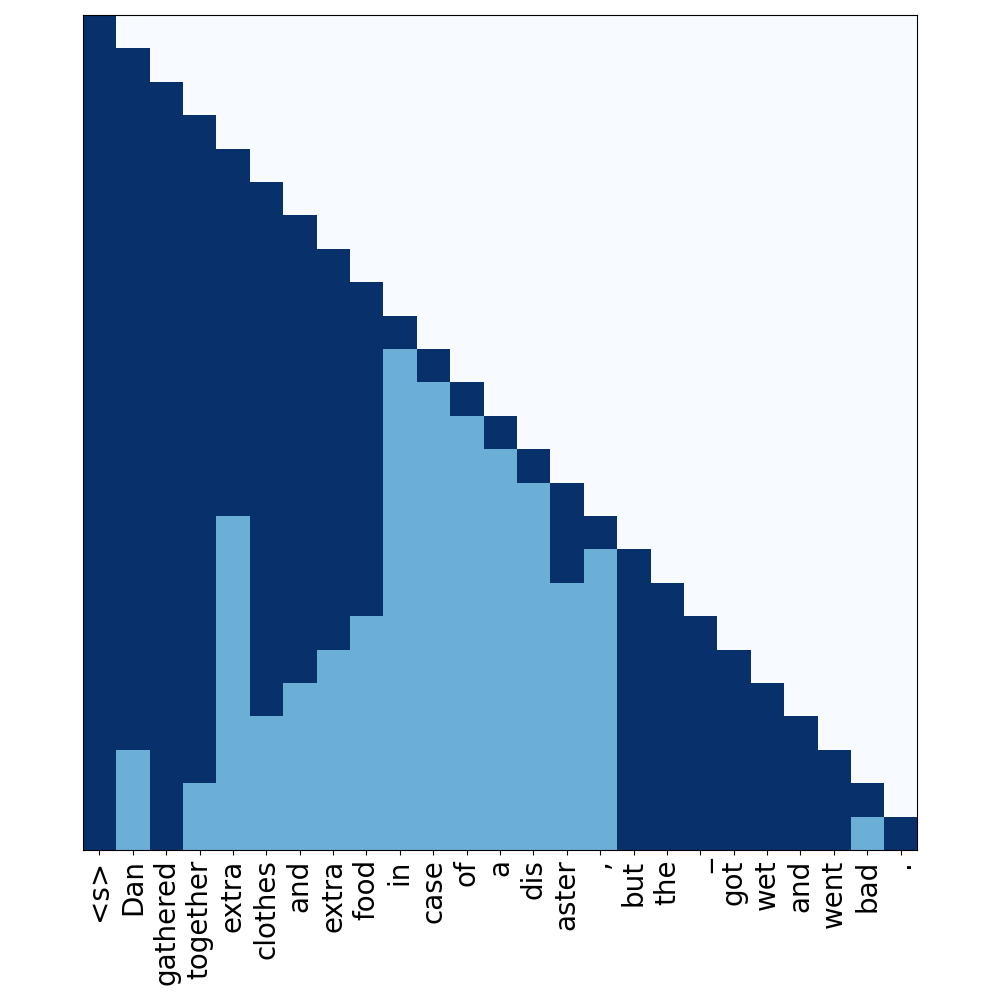 <s>
Dan
gathered
together
extra
clothes
and
extra
food
in
case
of
a
dis
aster
,
but
the
_
got
wet
and
went
bad
.